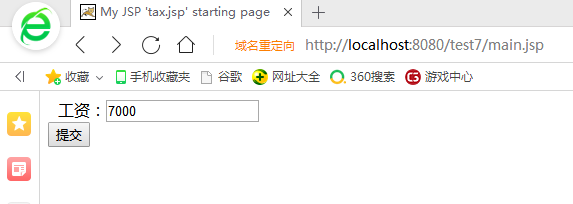 My JSP 'tax.jsp' starting page
域名重定向 http://localhost:8080/test7/main.jsp
收藏 手机收藏夹 谷歌 网址大全 360搜索 游戏中心
工资：7000
提交